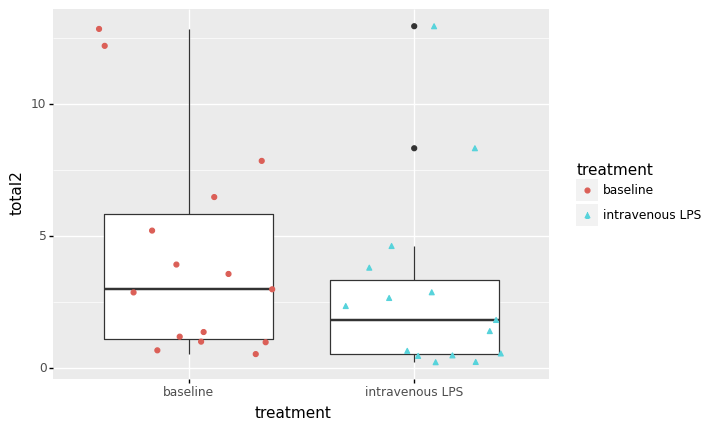 10
5
0
total2
baseline
intravenous LPS
treatment
treatment
baseline
intravenous LPS